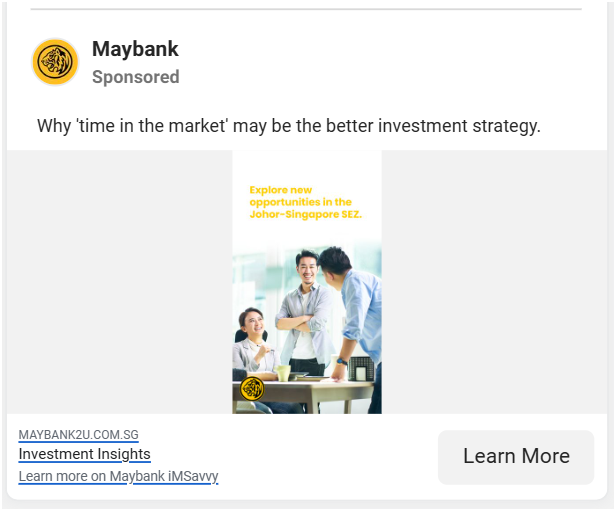 Maybank
Sponsored
Why 'time in the market' may be the better investment strategy.
Explore new
opportunities in the
Johor-Singapore SEZ.
MAYBANK2U.COM.SG
Investment Insights
Learn more on Maybank iMSavvy
Learn More